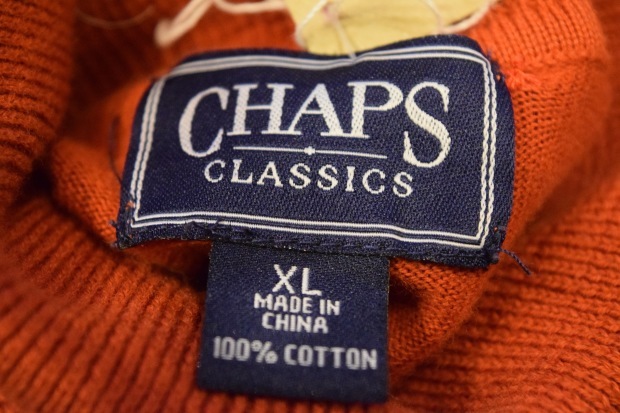 CHAPS
CLASSICS
XL
MADE IN
CHINA
100% COTTON